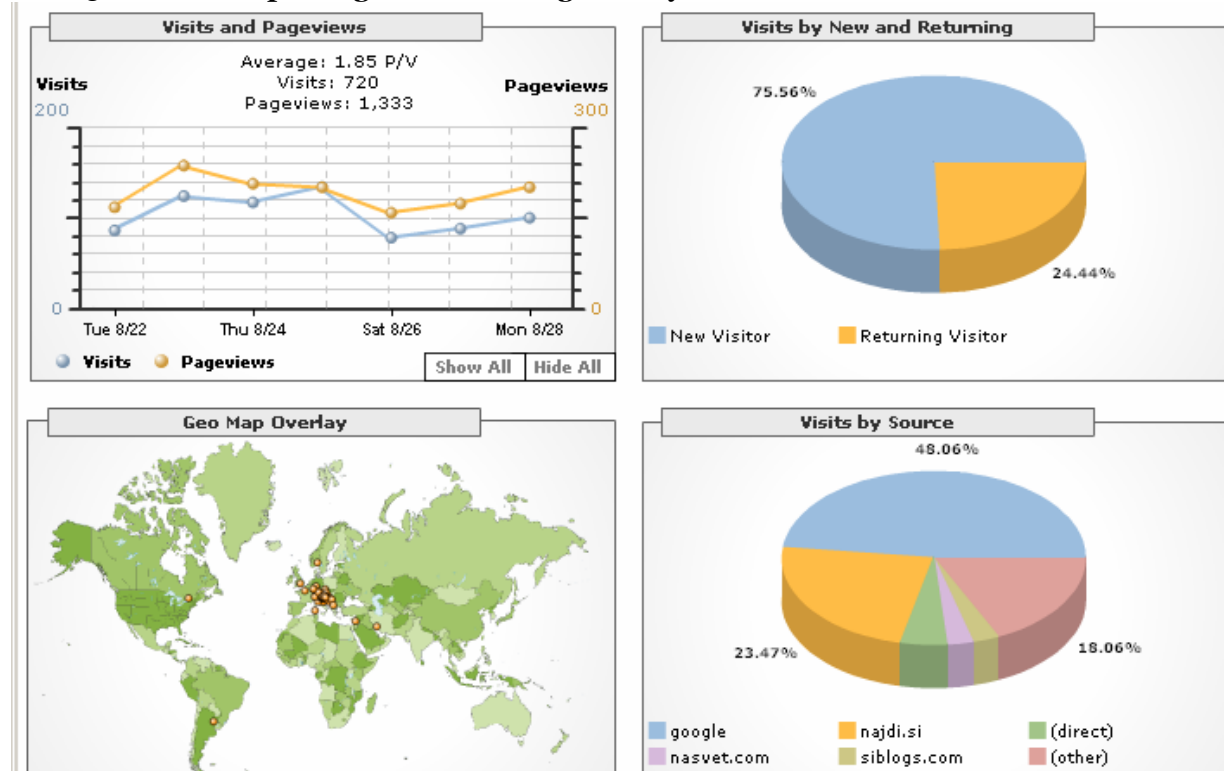 Visits and Pageviews
Average: 1.85 P/V
Visits: 720
Pageviews: 1,333
Visits
Pageviews
200
300
0
0
Tue 8/22
Thu 8/24
Sat 8/26
Mon 8/28
Visits
Pageviews
Show All
Hide All
Visits by New and Returning
75.56%
24.44%
New Visitor
Returning Visitor
Geo Map Overlay
Visits by Source
48.06%
23.47%
18.06%
google
najdi.si
(direct)
nasvet.com
siblogs.com
(other)